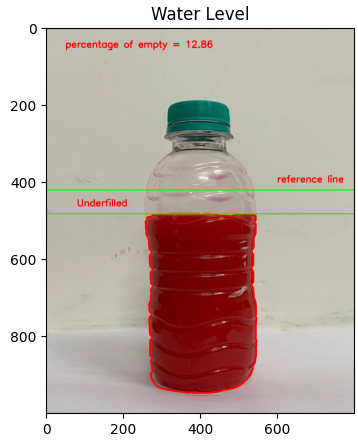 Water Level
percentage of empty = 12.86
reference line
Underfilled
0
200
400
600
800
0
200
400
600